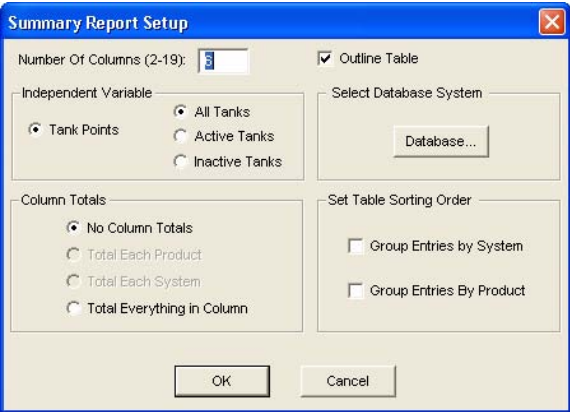 Summary Report Setup
Number Of Columns (2-19): 6
Outline Table
Independent Variable
Tank Points
All Tanks
Active Tanks
Inactive Tanks
Select Database System
Database...
Column Totals
No Column Totals
Total Each Product
Total Each System
Total Everything in Column
Set Table Sorting Order
Group Entries by System
Group Entries By Product
OK
Cancel